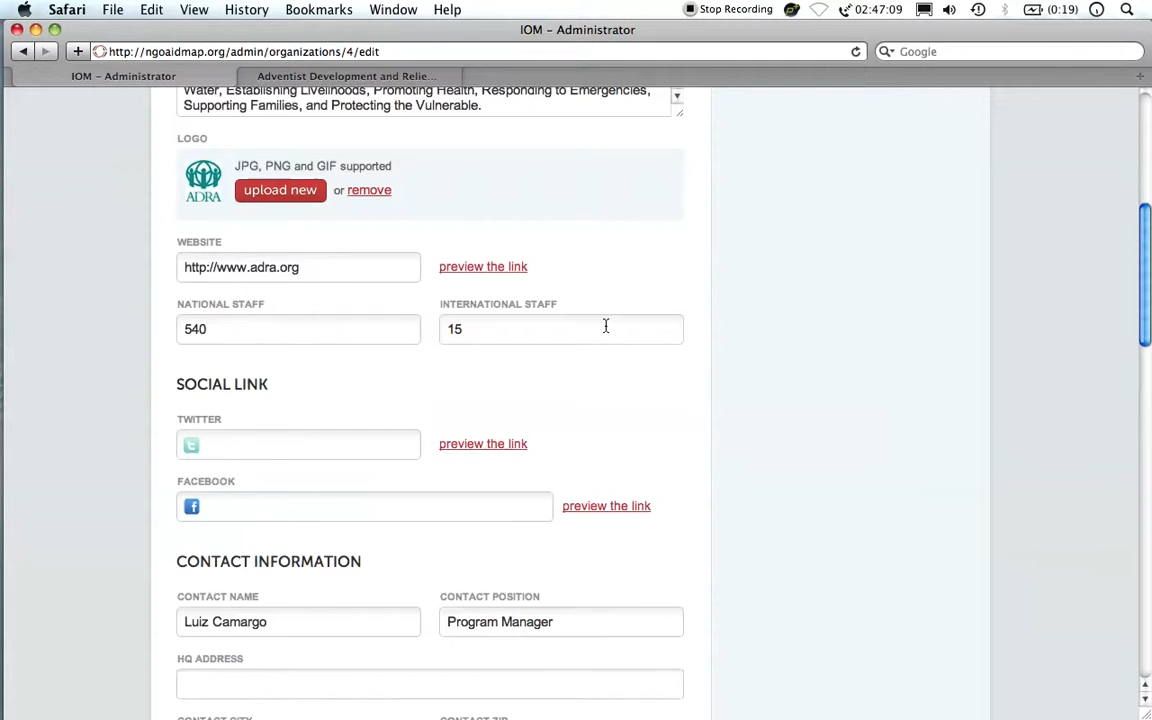 Safari File Edit View History Bookmarks Window Help Stop Recording 02:47:09 (0:19)
IOM – Administrator
http://ngoaidmap.org/admin/organizations/4/edit Google
IOM – Administrator Adventist Development and Relie...
Water, Establishing Livelihoods, Promoting Health, Responding to Emergencies,
Supporting Families, and Protecting the Vulnerable.
LOGO
JPG, PNG and GIF supported
ADRA upload new or remove
WEBSITE
http://www.adra.org preview the link
NATIONAL STAFF INTERNATIONAL STAFF
540 15
SOCIAL LINK
TWITTER
preview the link
FACEBOOK
preview the link
CONTACT INFORMATION
CONTACT NAME CONTACT POSITION
Luiz Camargo Program Manager
HQ ADDRESS
CONTACT CITY CONTACT ZIP